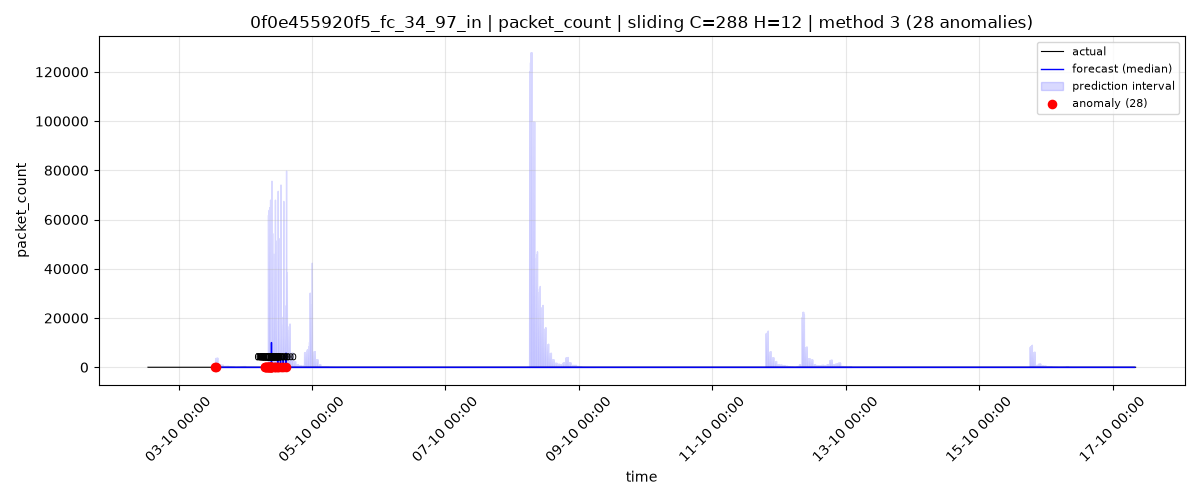 0f0e455920f5_fc_34_97_in | packet_count | sliding C=288 H=12 | method 3 (28 anomalies)
actual
forecast (median)
prediction interval
anomaly (28)
packet_count
120000
100000
80000
60000
40000
20000
0
03-10 00:00
05-10 00:00
07-10 00:00
09-10 00:00
11-10 00:00
13-10 00:00
15-10 00:00
17-10 00:00
time